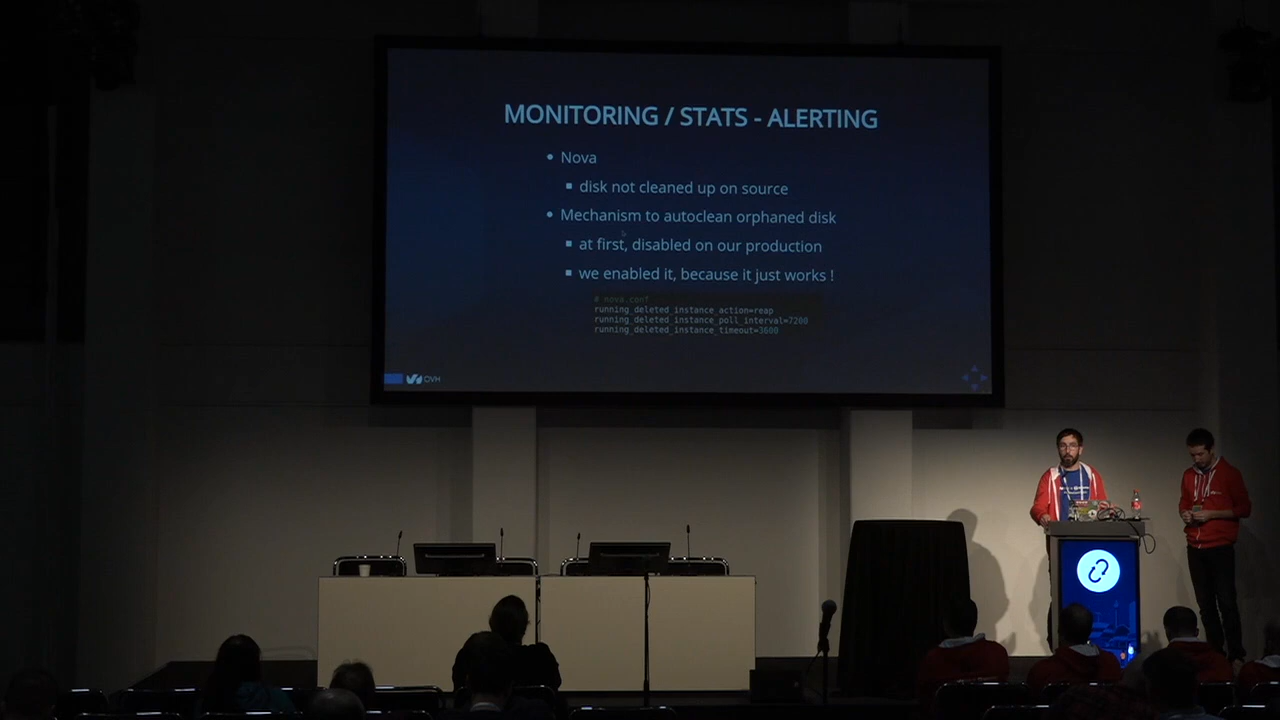 MONITORING / STATS - ALERTING
Nova
disk not cleaned up on source
Mechanism to autoclean orphaned disk
at first, disabled on our production
we enabled it, because it just works !
# nova.conf
running_deleted_instance_action=reap
running_deleted_instance_poll_interval=7200
running_deleted_instance_timeout=3600
OVH